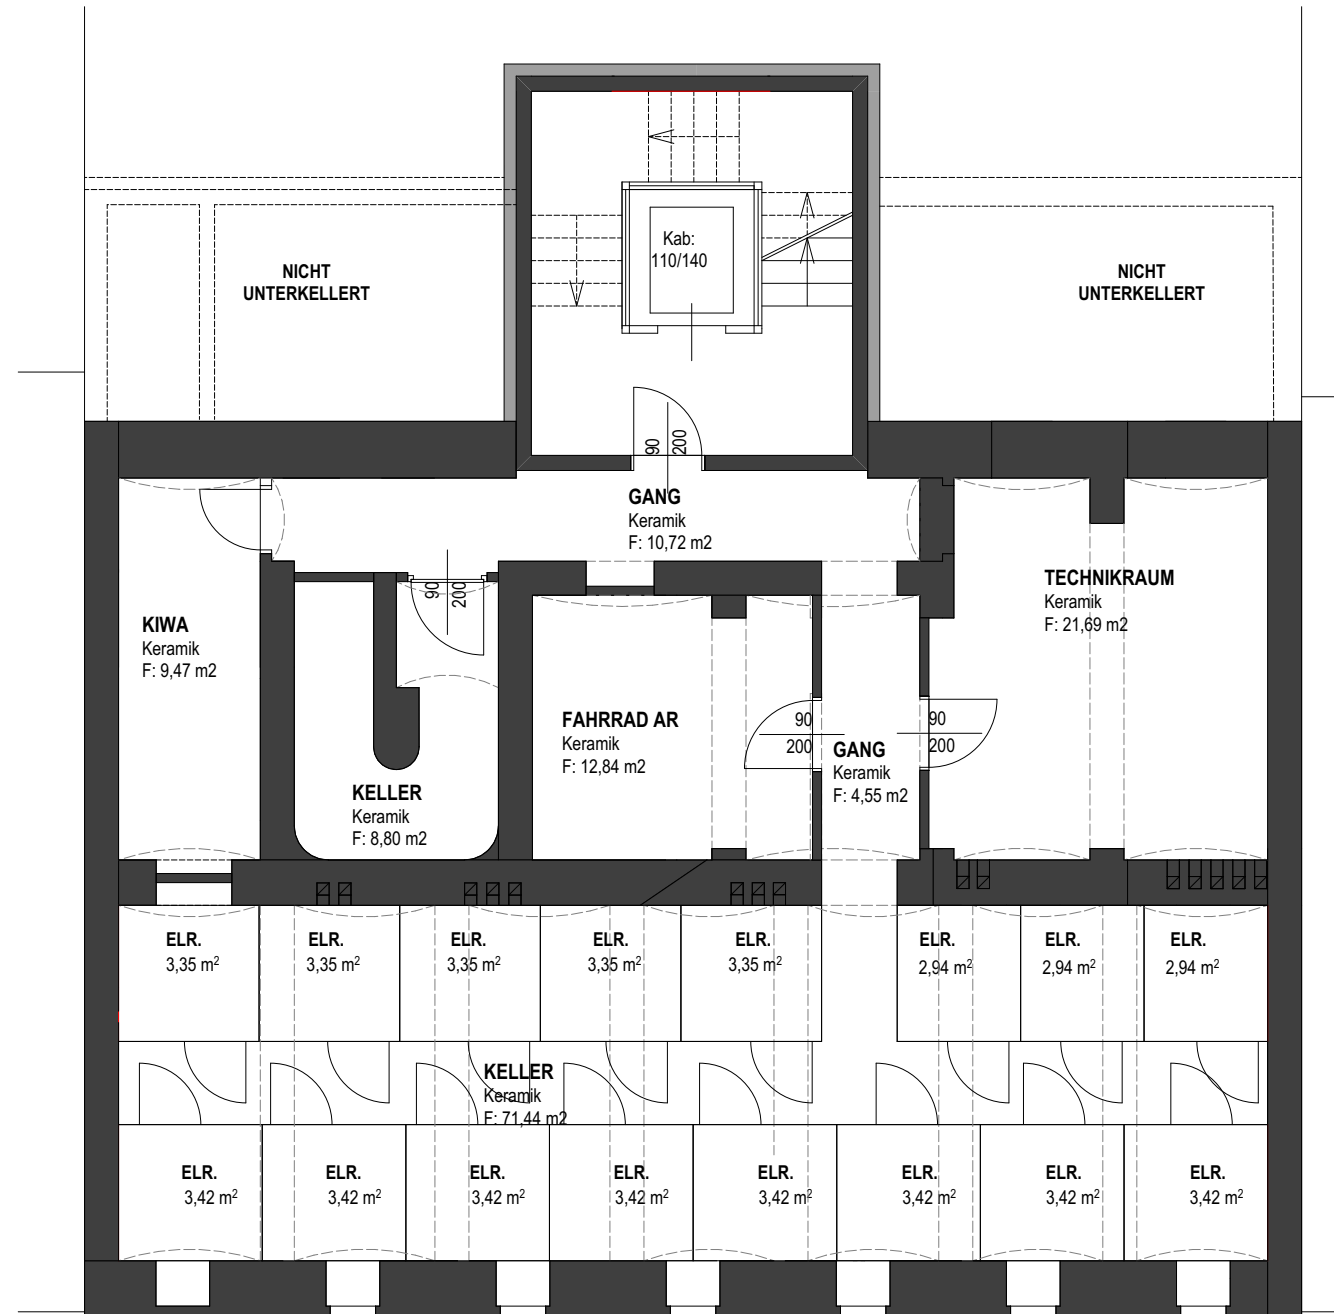 Kab:
110/140
NICHT
UNTERKELLERT
NICHT
UNTERKELLERT
90
200
GANG
Keramik
F: 10,72 m2
90
200
TECHNIKRAUM
Keramik
F: 21,69 m2
KIWA
Keramik
F: 9,47 m2
FAHRRAD AR
Keramik
F: 12,84 m2
90
200
90
200
GANG
Keramik
F: 4,55 m2
KELLER
Keramik
F: 8,80 m2
ELR.
3,35 m²
ELR.
3,35 m²
ELR.
3,35 m²
ELR.
3,35 m²
ELR.
3,35 m²
ELR.
2,94 m²
ELR.
2,94 m²
ELR.
2,94 m²
KELLER
Keramik
F: 71,44 m2
ELR.
3,42 m²
ELR.
3,42 m²
ELR.
3,42 m²
ELR.
3,42 m²
ELR.
3,42 m²
ELR.
3,42 m²
ELR.
3,42 m²
ELR.
3,42 m²